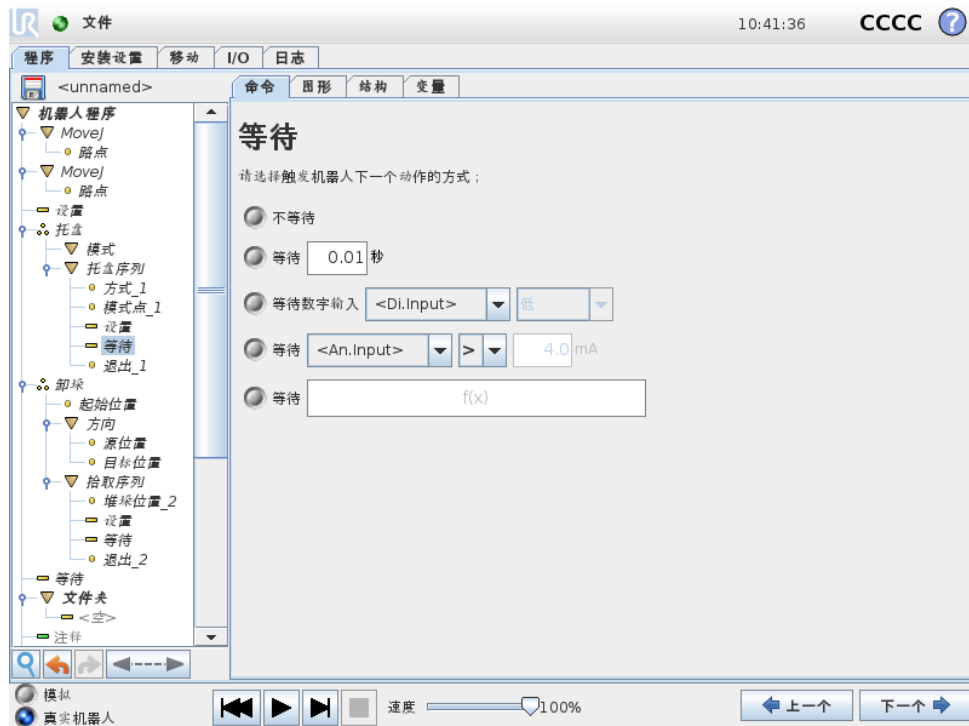 UR 文件 10:41:36 CCCC ?
程序 安装设置 移动 I/O 日志
<unnamed>
命令 图形 结构 变量
机器人程序
MoveJ
路点
MoveJ
路点
设置
托盘
模式
托盘序列
方式_1
模式点_1
设置
等待
退出_1
卸垛
起始位置
方向
源位置
目标位置
拾取序列
堆垛位置_2
设置
等待
退出_2
等待
文件夹
<空>
注释
等待
请选择触发机器人下一个动作的方式；
不等待
等待 0.01 秒
等待数字输入 <Di.Input> 低
等待 <An.Input> > 4.0 mA
等待 f(x)
模拟
真实机器人
速度 100%
上一个 下一个